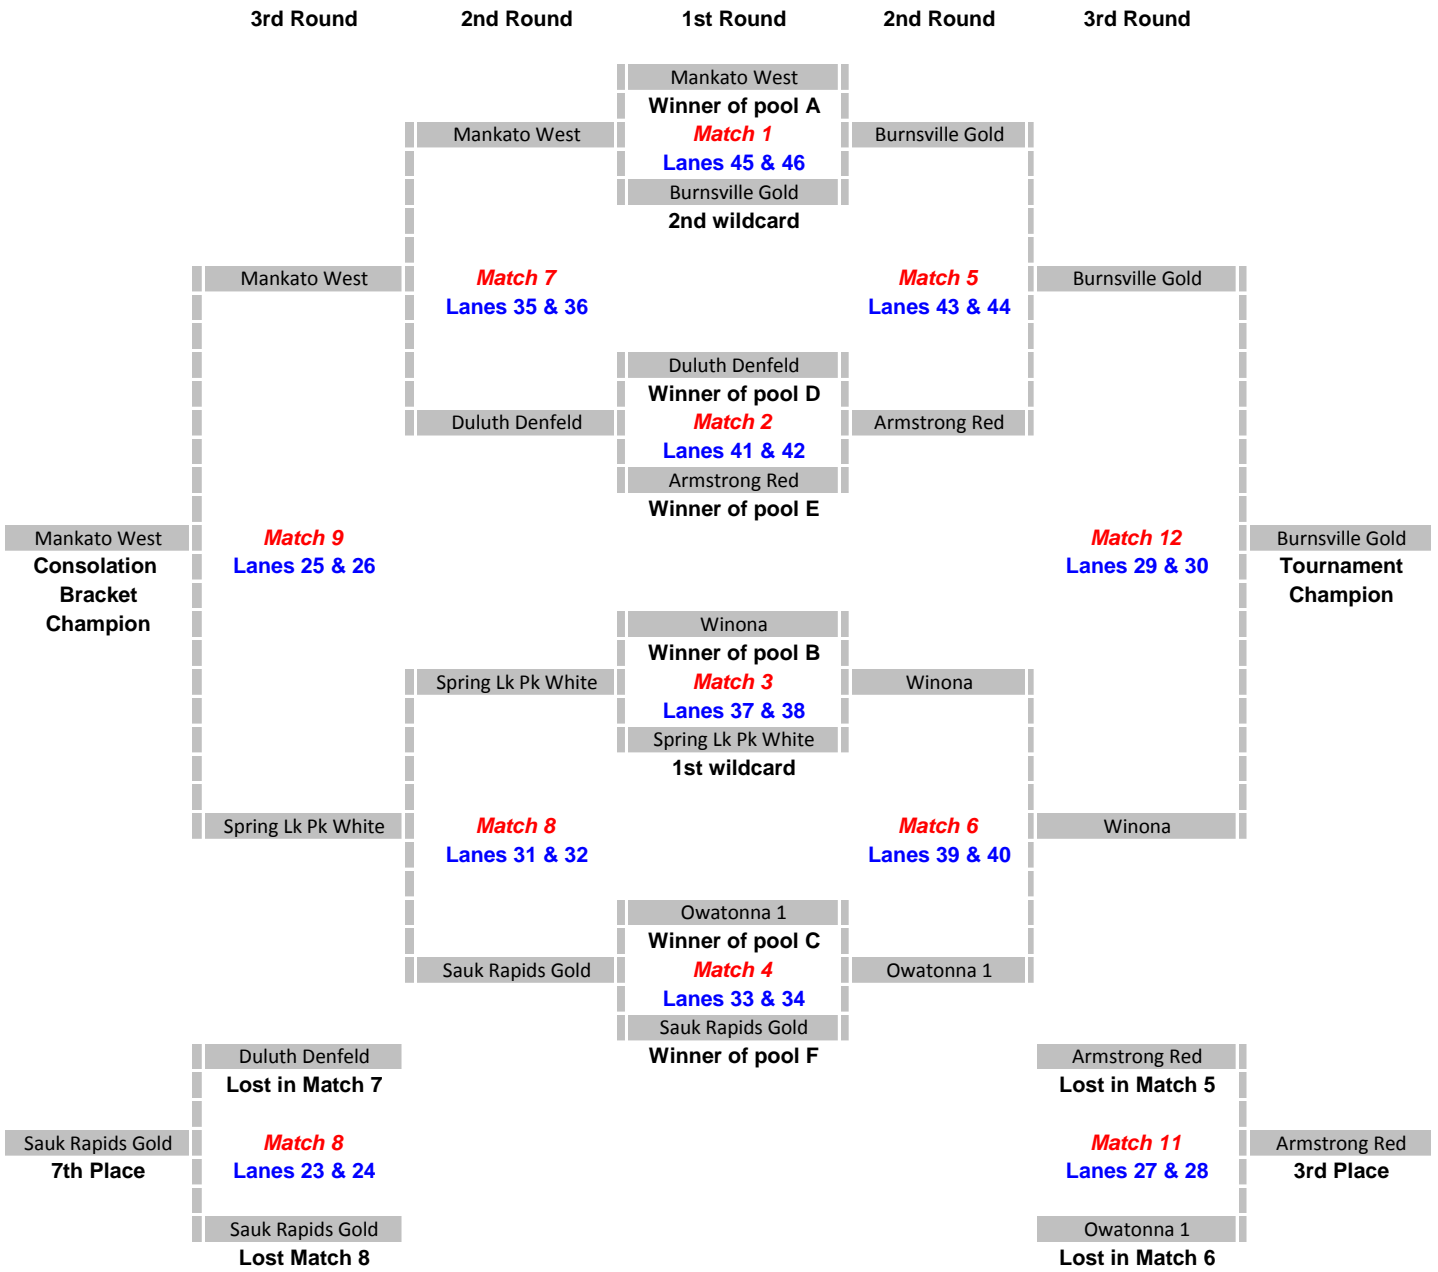 3rd Round 2nd Round 1st Round 2nd Round 3rd Round
Mankato West
Winner of pool A
Mankato West Match 1 Burnsville Gold
Lanes 45 & 46
Burnsville Gold
2nd wildcard
Mankato West Match 7 Match 5 Burnsville Gold
Lanes 35 & 36 Lanes 43 & 44
Duluth Denfeld
Winner of pool D
Duluth Denfeld Match 2 Armstrong Red
Lanes 41 & 42
Armstrong Red
Winner of pool E
Mankato West Match 9 Match 12 Burnsville Gold
Consolation Lanes 25 & 26 Lanes 29 & 30 Tournament
Bracket Champion
Champion Winona
Winner of pool B
Spring Lk Pk White Match 3 Winona
Lanes 37 & 38
Spring Lk Pk White
1st wildcard
Spring Lk Pk White Match 8 Match 6 Winona
Lanes 31 & 32 Lanes 39 & 40
Owatonna 1
Winner of pool C
Sauk Rapids Gold Match 4 Owatonna 1
Lanes 33 & 34
Sauk Rapids Gold
Duluth Denfeld Winner of pool F Armstrong Red
Lost in Match 7 Lost in Match 5
Sauk Rapids Gold Match 8 Match 11 Armstrong Red
7th Place Lanes 23 & 24 Lanes 27 & 28 3rd Place
Sauk Rapids Gold Owatonna 1
Lost Match 8 Lost in Match 6